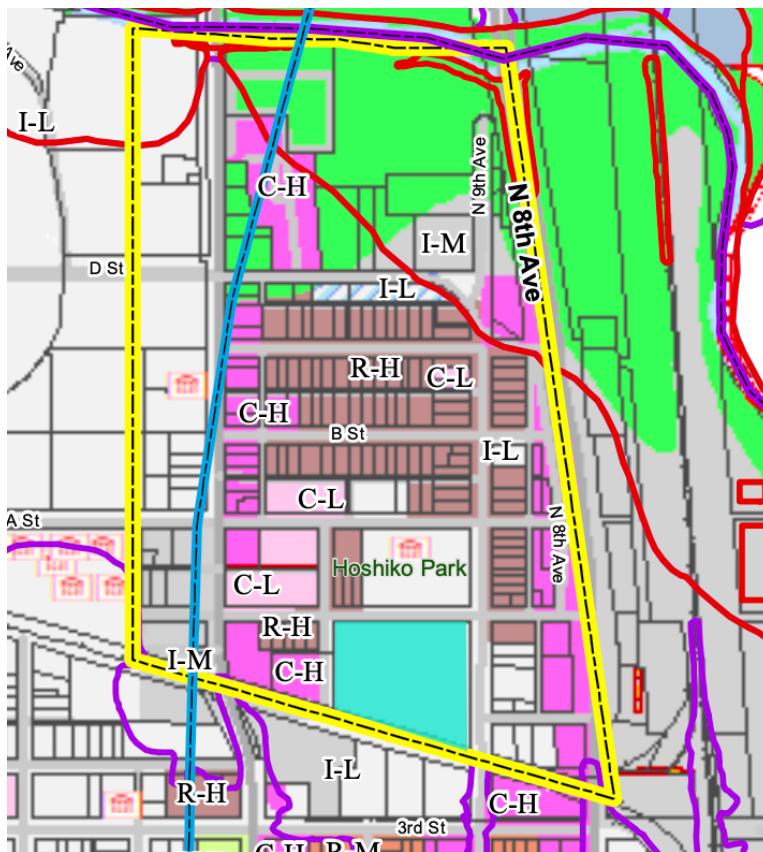 Ave
I-L
C-H
N 9th Ave
N 8th Ave
I-M
D St
I-L
R-H
C-L
C-H
B St
I-L
C-L
A St
N 8th Ave
Hoshiko Park
C-L
R-H
I-M
C-H
I-L
R-H
C-H
3rd St
C-H
R-M